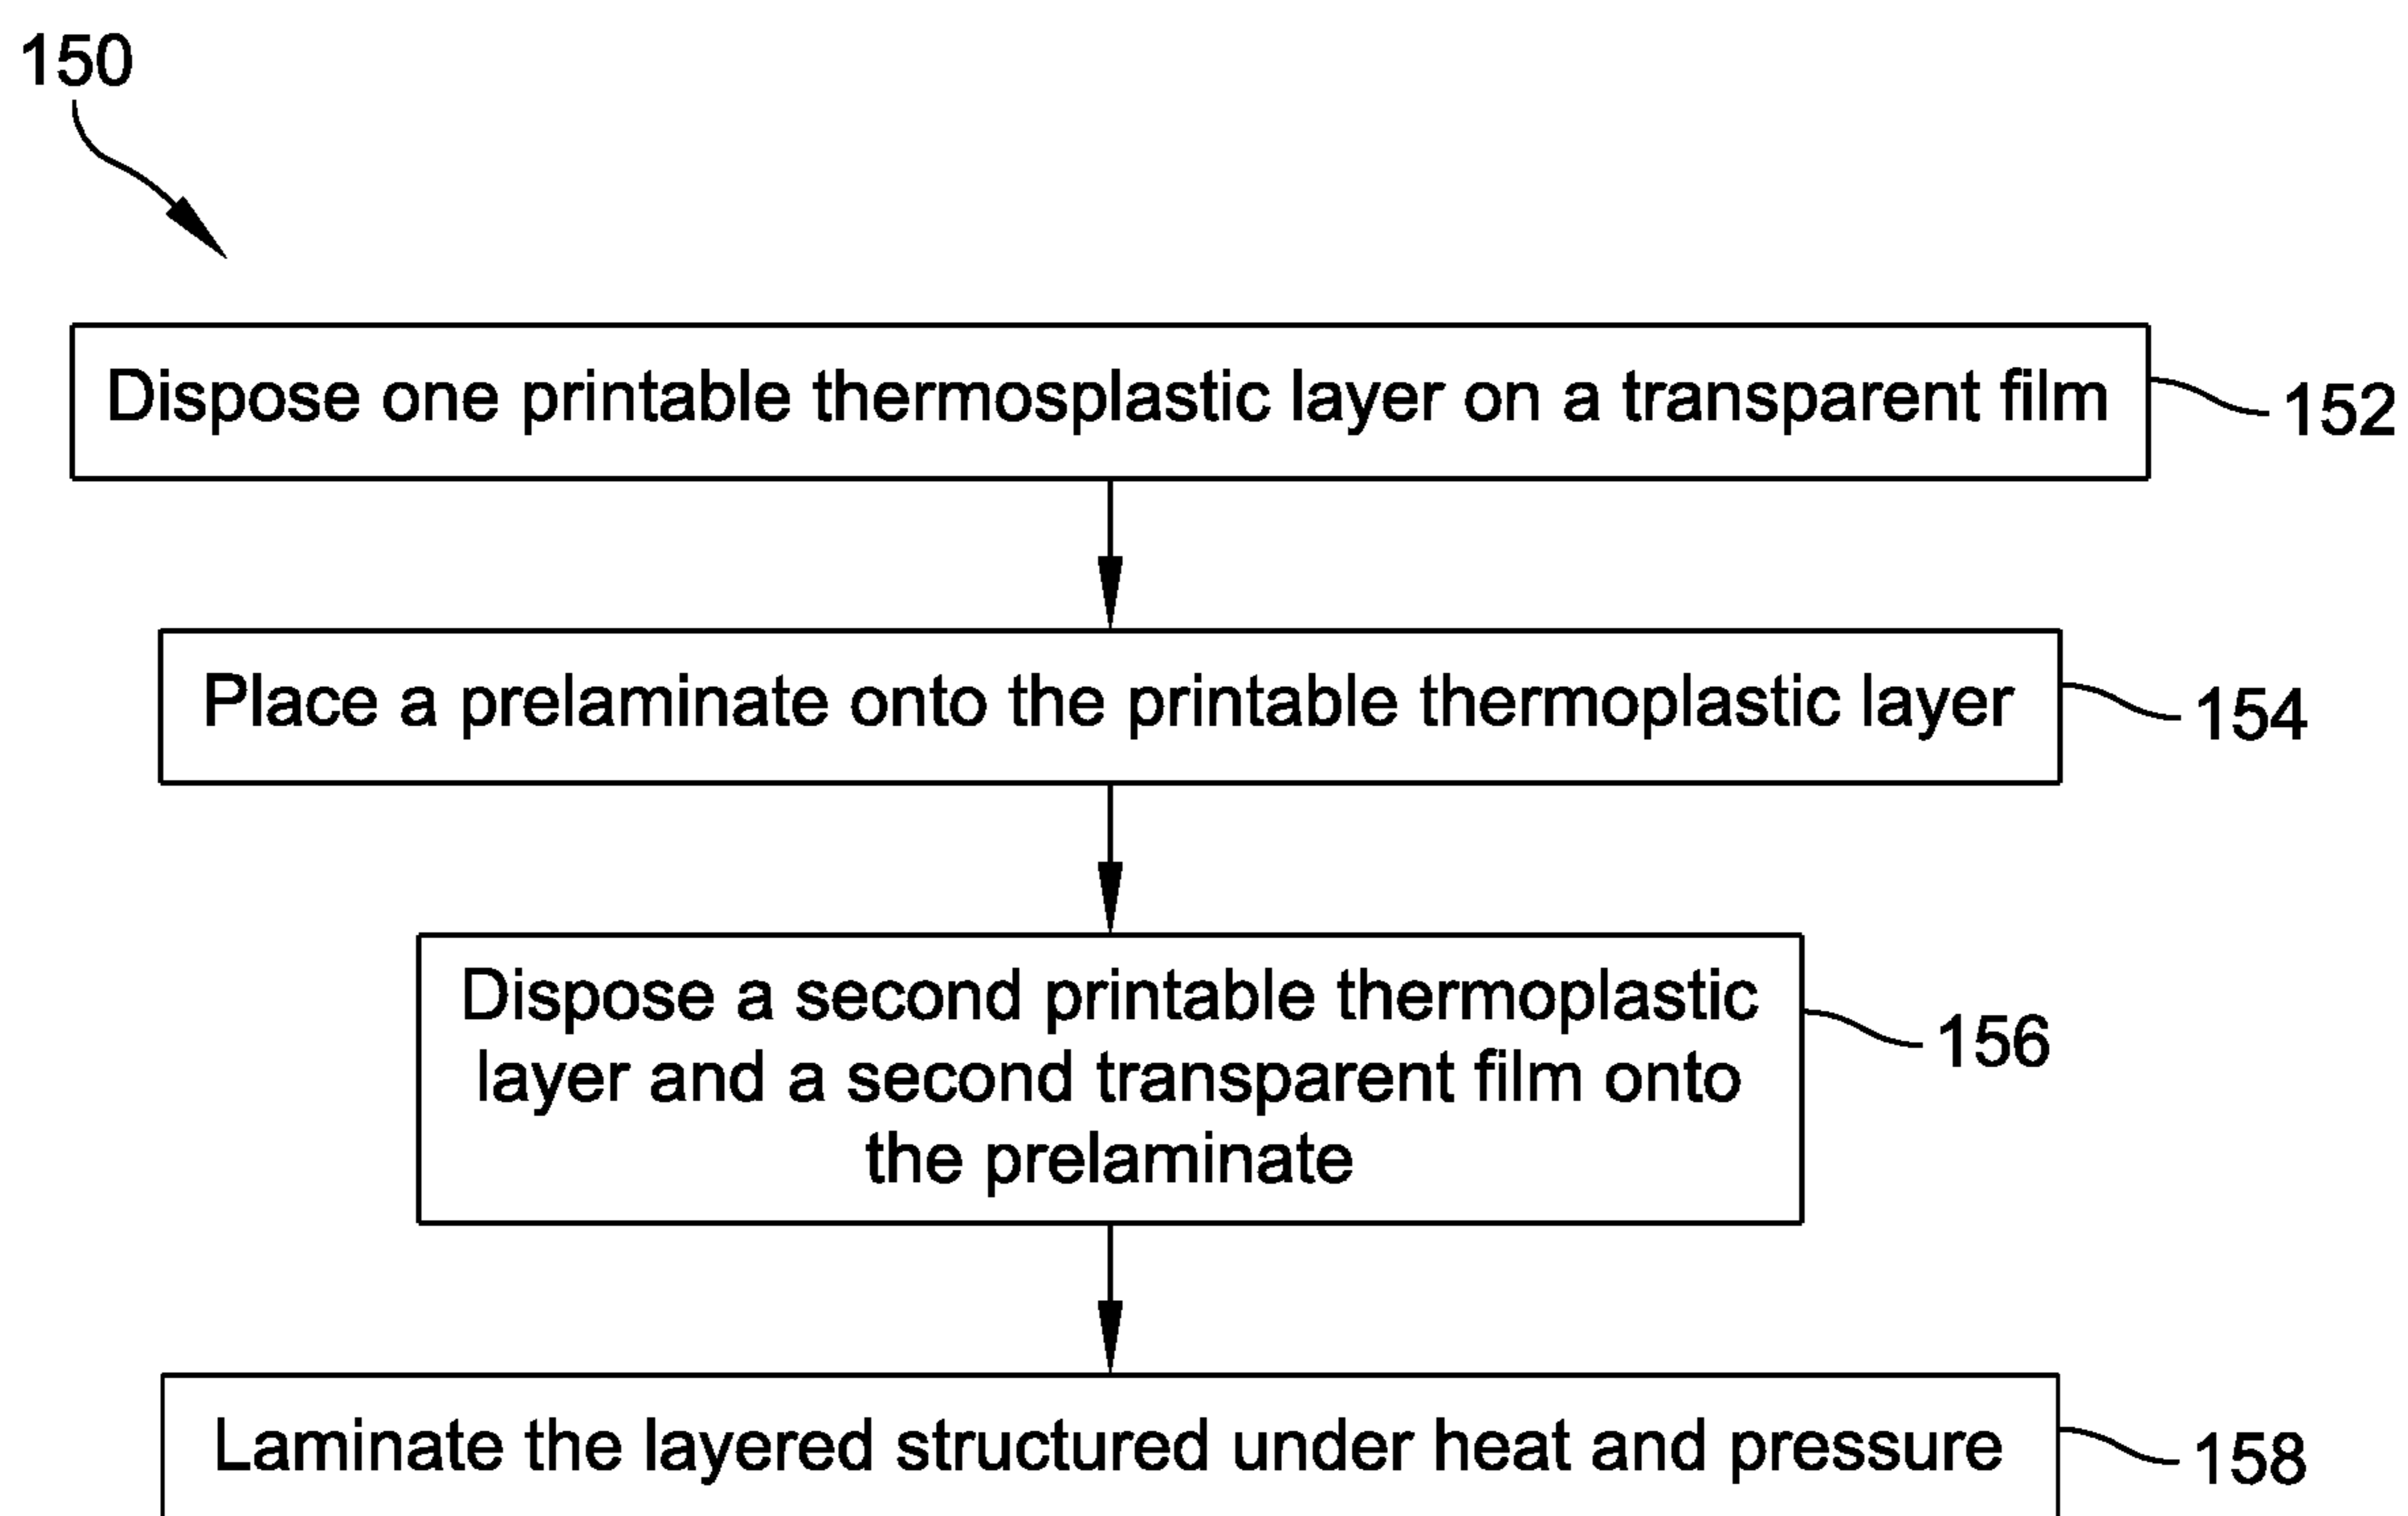 150
Dispose one printable thermosplastic layer on a transparent film
152
Place a prelaminate onto the printable thermoplastic layer
154
Dispose a second printable thermoplastic
layer and a second transparent film onto
the prelaminate
156
Laminate the layered structured under heat and pressure
158